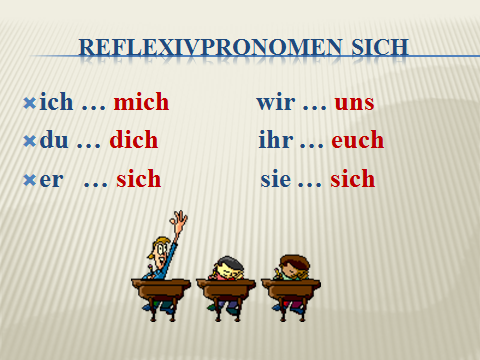 REFLEXIVPRONOMEN SICH
ich … mich wir … uns
du … dich ihr … euch
er … sich sie … sich